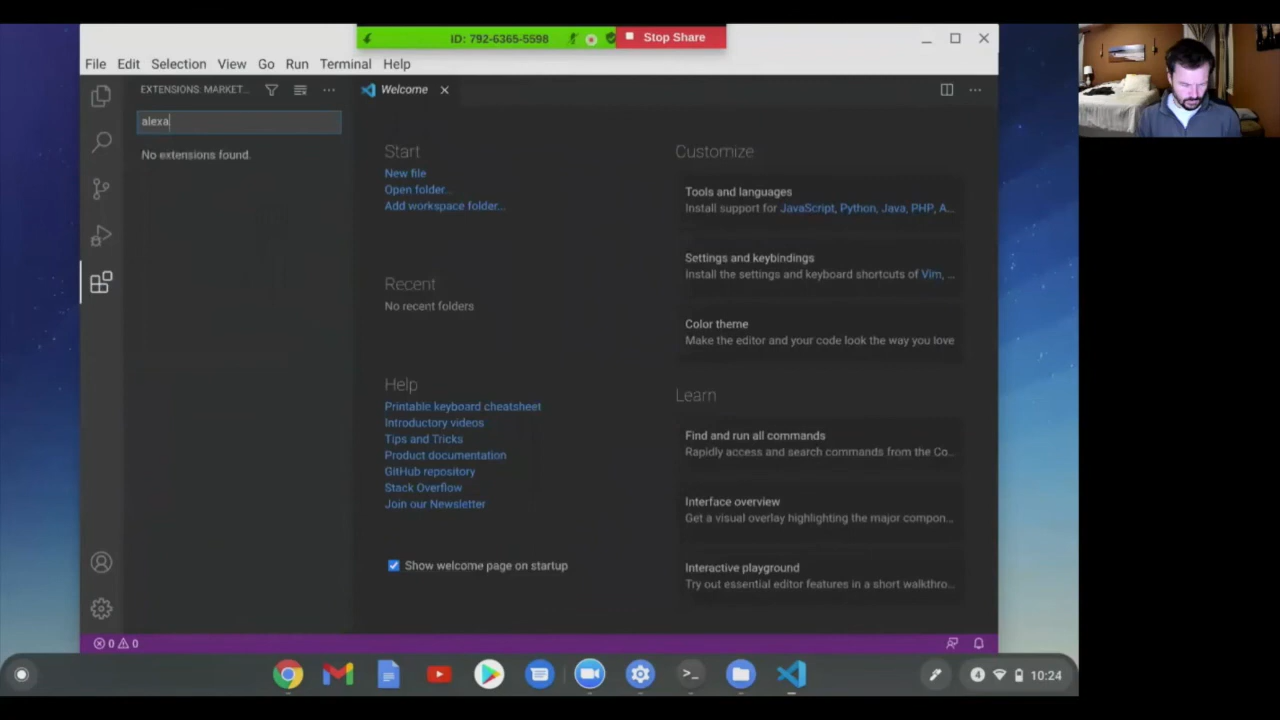 ID: 792-6365-5598
Stop Share
File Edit Selection View Go Run Terminal Help
EXTENSIONS: MARKET...
Welcome
alexa
No extensions found.
Start
New file
Open folder...
Add workspace folder...
Recent
No recent folders
Help
Printable keyboard cheatsheet
Introductory videos
Tips and Tricks
Product documentation
GitHub repository
Stack Overflow
Join our Newsletter
Show welcome page on startup
Customize
Tools and languages
Install support for JavaScript, Python, Java, PHP, A...
Settings and keybindings
Install the settings and keyboard shortcuts of Vim, ...
Color theme
Make the editor and your code look the way you love
Learn
Find and run all commands
Rapidly access and search commands from the Co...
Interface overview
Get a visual overlay highlighting the major compon...
Interactive playground
Try out essential editor features in a short walkthro...
0 0
4 10:24